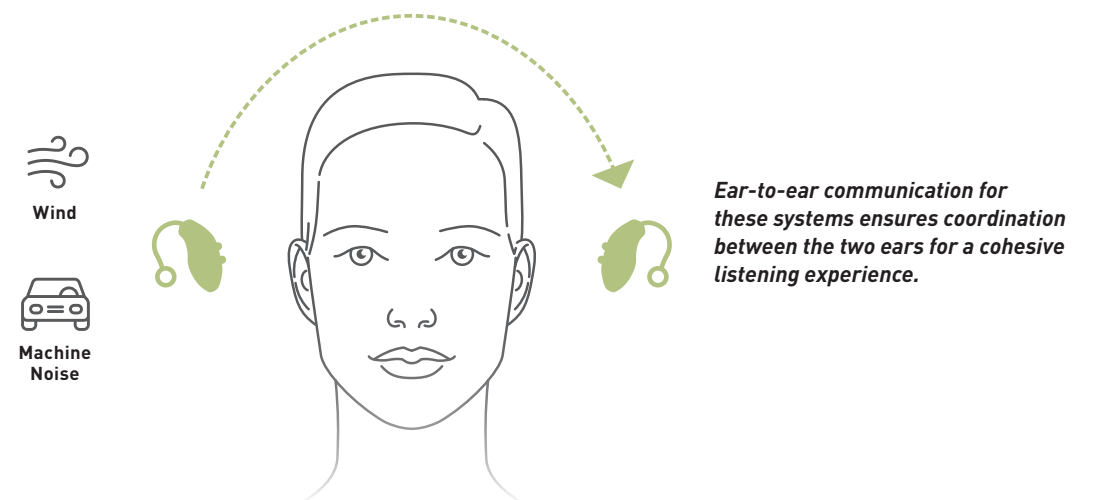 Wind
Machine
Noise
Ear-to-ear communication for
these systems ensures coordination
between the two ears for a cohesive
listening experience.